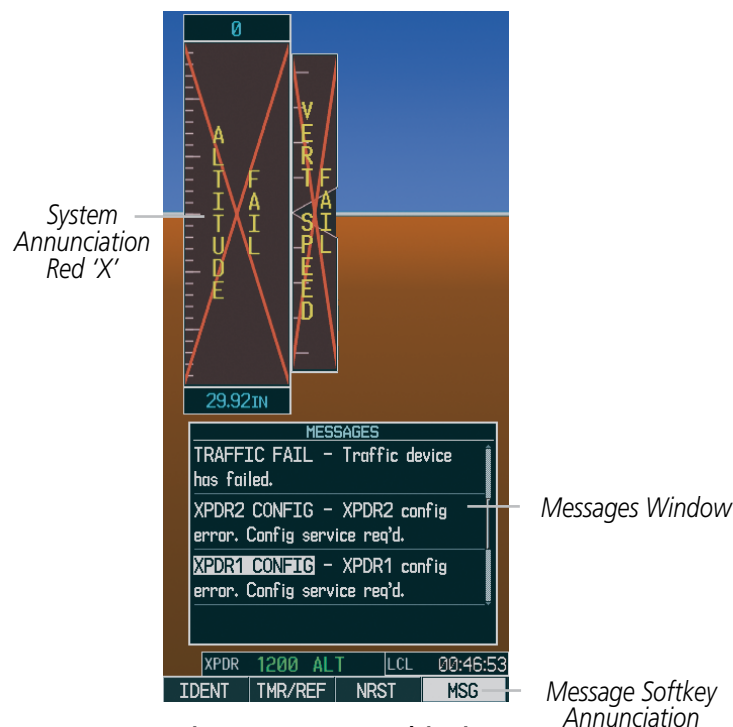 0
ALTITUDE
FAIL
VERT SPEED
FAIL
System
Annunciation
Red 'X'
29.92IN
MESSAGES
TRAFFIC FAIL – Traffic device
has failed.
XPDR2 CONFIG – XPDR2 config
error. Config service req'd.
XPDR1 CONFIG – XPDR1 config
error. Config service req'd.
Messages Window
XPDR 1200 ALT LCL 00:46:53
IDENT TMR/REF NRST MSG
Message Softkey
Annunciation